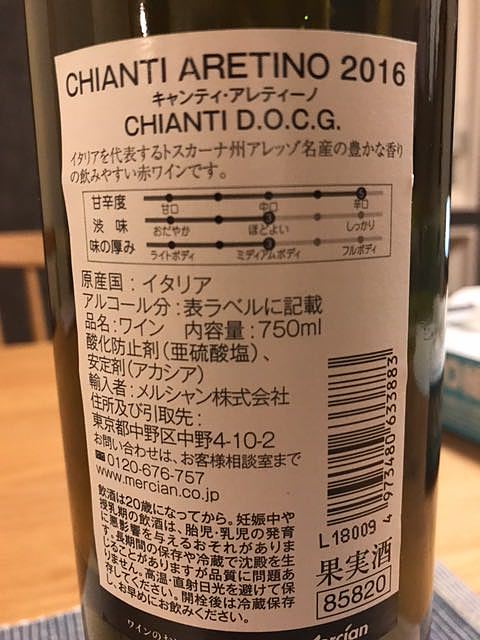 CHIANTI ARETINO 2016
キャンティ・アレティーノ
CHIANTI D.O.C.G.
イタリアを代表するトスカーナ州アレッゾ名産の豊かな香り
の飲みやすい赤ワインです。
甘辛度 5
甘口 中口 辛口
渋味 3
おだやか ほどよい しっかり
味の厚み 3
ライトボディ ミディアムボディ フルボディ
原産国：イタリア
アルコール分：表ラベルに記載
品名：ワイン 内容量：750ml
酸化防止剤（亜硫酸塩）、
安定剤（アカシア）
輸入者：メルシャン株式会社
住所及び引取先：
東京都中野区中野4-10-2
お問い合わせは、お客様相談室まで
0120-676-757
www.mercian.co.jp
飲酒は20歳になってから。妊娠中や
授乳期の飲酒は、胎児・乳児の発育
に悪影響を与えるおそれがありま
す。長期間の保存や冷蔵で沈殿を生
じることがありますが品質に問題あ
りません。高温・直射日光を避けて保
存してください。開栓後は冷蔵保存
し、お早めにお飲みください。
4 973480 633883
L18009
果実酒
85820
ワインのお
Mercian